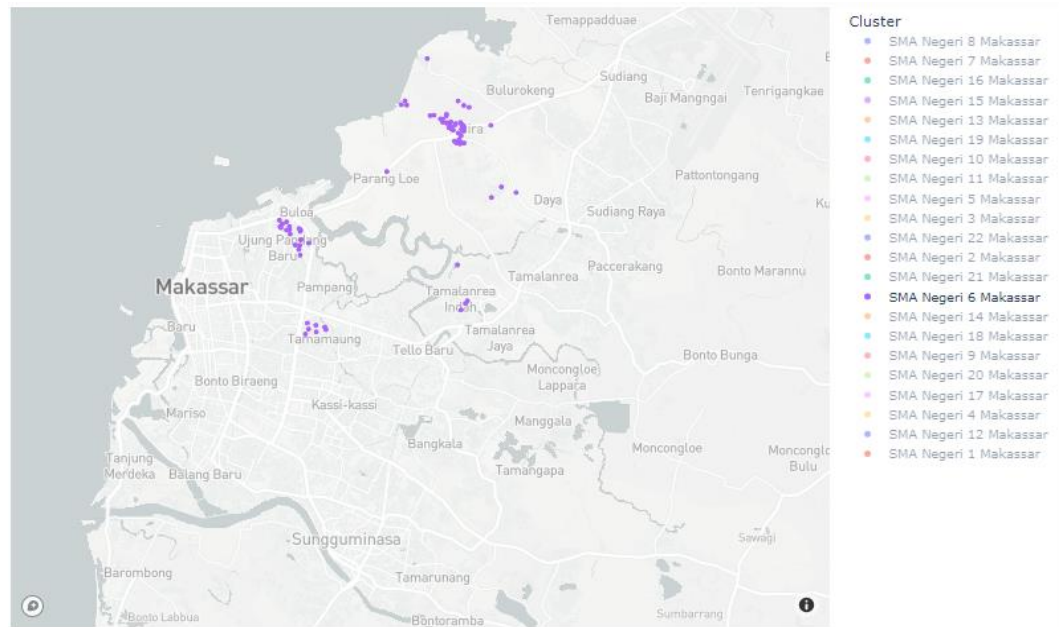 Temappadduae
Sudiang
Bulurokeng
Baji Mangngai
Tenrigangkae
Parang Loe
Pattontongang
Buloa
Daya
Sudiang Raya
Ujung Pandang
Baru
Makassar
Pampang
Tamalanrea
Paccerakang
Bonto Marannu
Tamalanrea
Indah
Baru
Tamamaung
Tello Baru
Tamalanrea
Jaya
Bonto Bunga
Bonto Biraeng
Moncongloe
Lappara
Kassi-kassi
Mariso
Manggala
Bangkala
Moncongloe
Tanjung
Merdeka
Balang Baru
Tamangapa
Monconglo
Bulu
Sungguminasa
Sawagi
Barombong
Tamarunang
Bonto Labbua
Bontoramba
Sumbarrang
Cluster
SMA Negeri 8 Makassar
SMA Negeri 7 Makassar
SMA Negeri 16 Makassar
SMA Negeri 15 Makassar
SMA Negeri 13 Makassar
SMA Negeri 19 Makassar
SMA Negeri 10 Makassar
SMA Negeri 11 Makassar
SMA Negeri 5 Makassar
SMA Negeri 3 Makassar
SMA Negeri 22 Makassar
SMA Negeri 2 Makassar
SMA Negeri 21 Makassar
SMA Negeri 6 Makassar
SMA Negeri 14 Makassar
SMA Negeri 18 Makassar
SMA Negeri 9 Makassar
SMA Negeri 20 Makassar
SMA Negeri 17 Makassar
SMA Negeri 4 Makassar
SMA Negeri 12 Makassar
SMA Negeri 1 Makassar